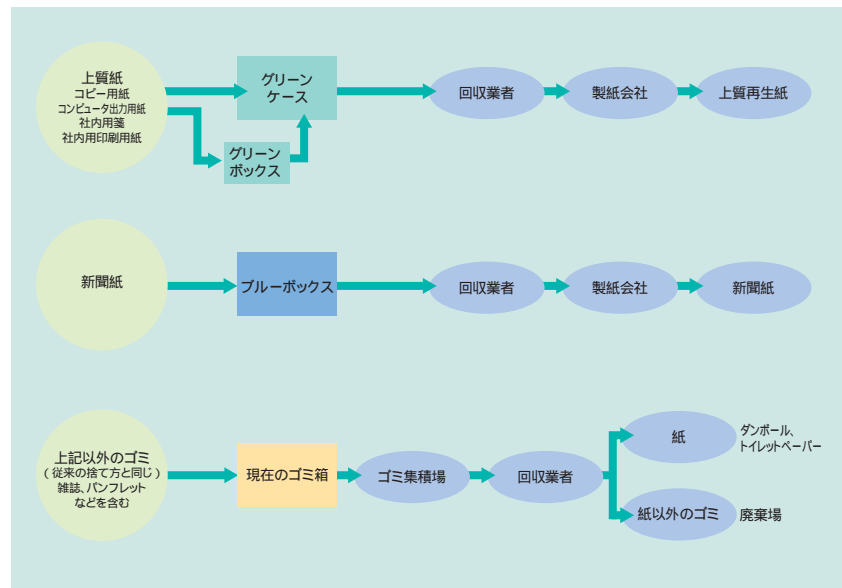 上質紙
コピー用紙
コンピュータ出力用紙
社内用箋
社内用印刷用紙
グリーン
ケース
グリーン
ボックス
回収業者
製紙会社
上質再生紙
新聞紙
ブルーボックス
回収業者
製紙会社
新聞紙
上記以外のゴミ
(従来の捨て方と同じ)
雑誌、パンフレット
などを含む
現在のゴミ箱
ゴミ集積場
回収業者
紙
ダンボール、
トイレットペーパー
紙以外のゴミ
廃棄場